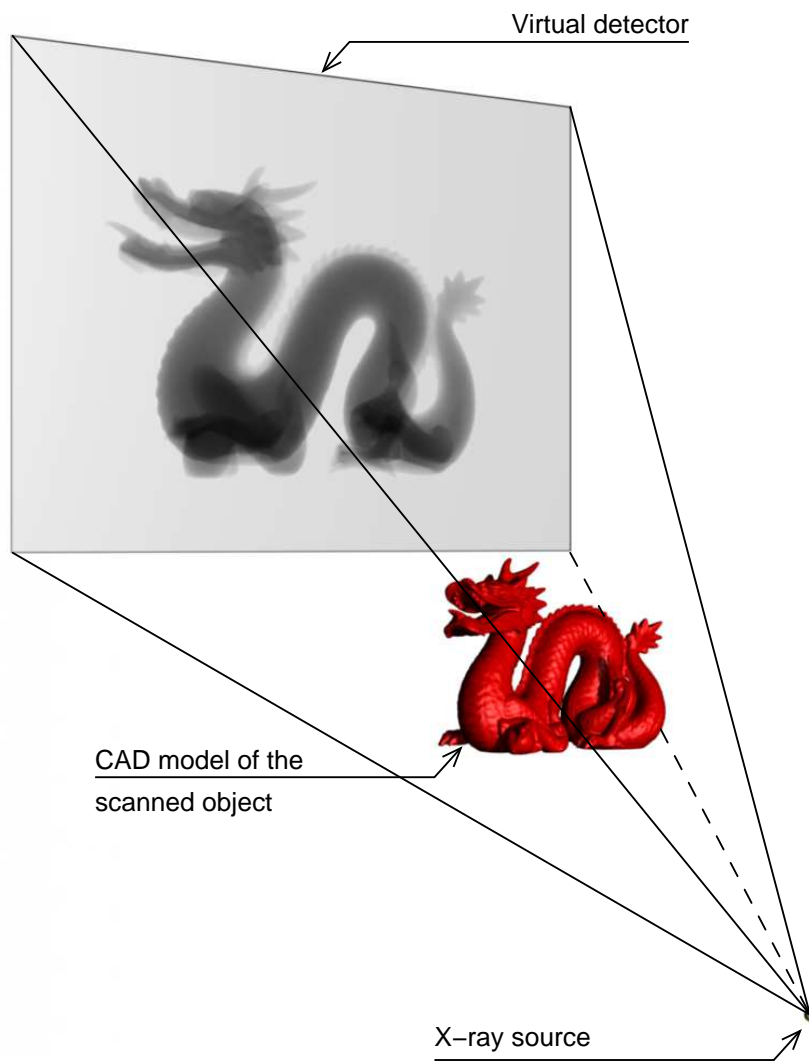 Virtual detector
CAD model of the
scanned object
X−ray source